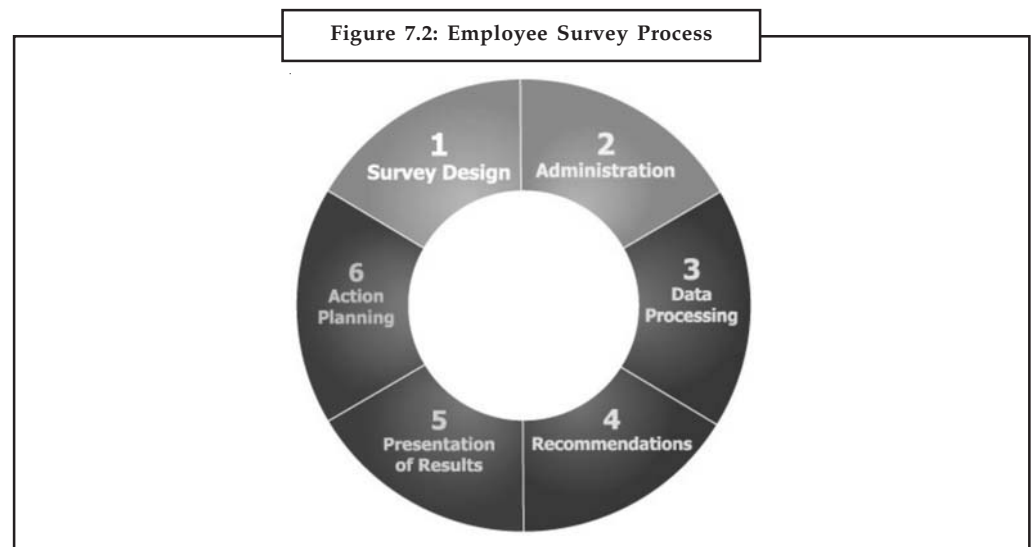 Figure 7.2: Employee Survey Process
1
Survey Design
2
Administration
3
Data
Processing
4
Recommendations
5
Presentation
of Results
6
Action
Planning